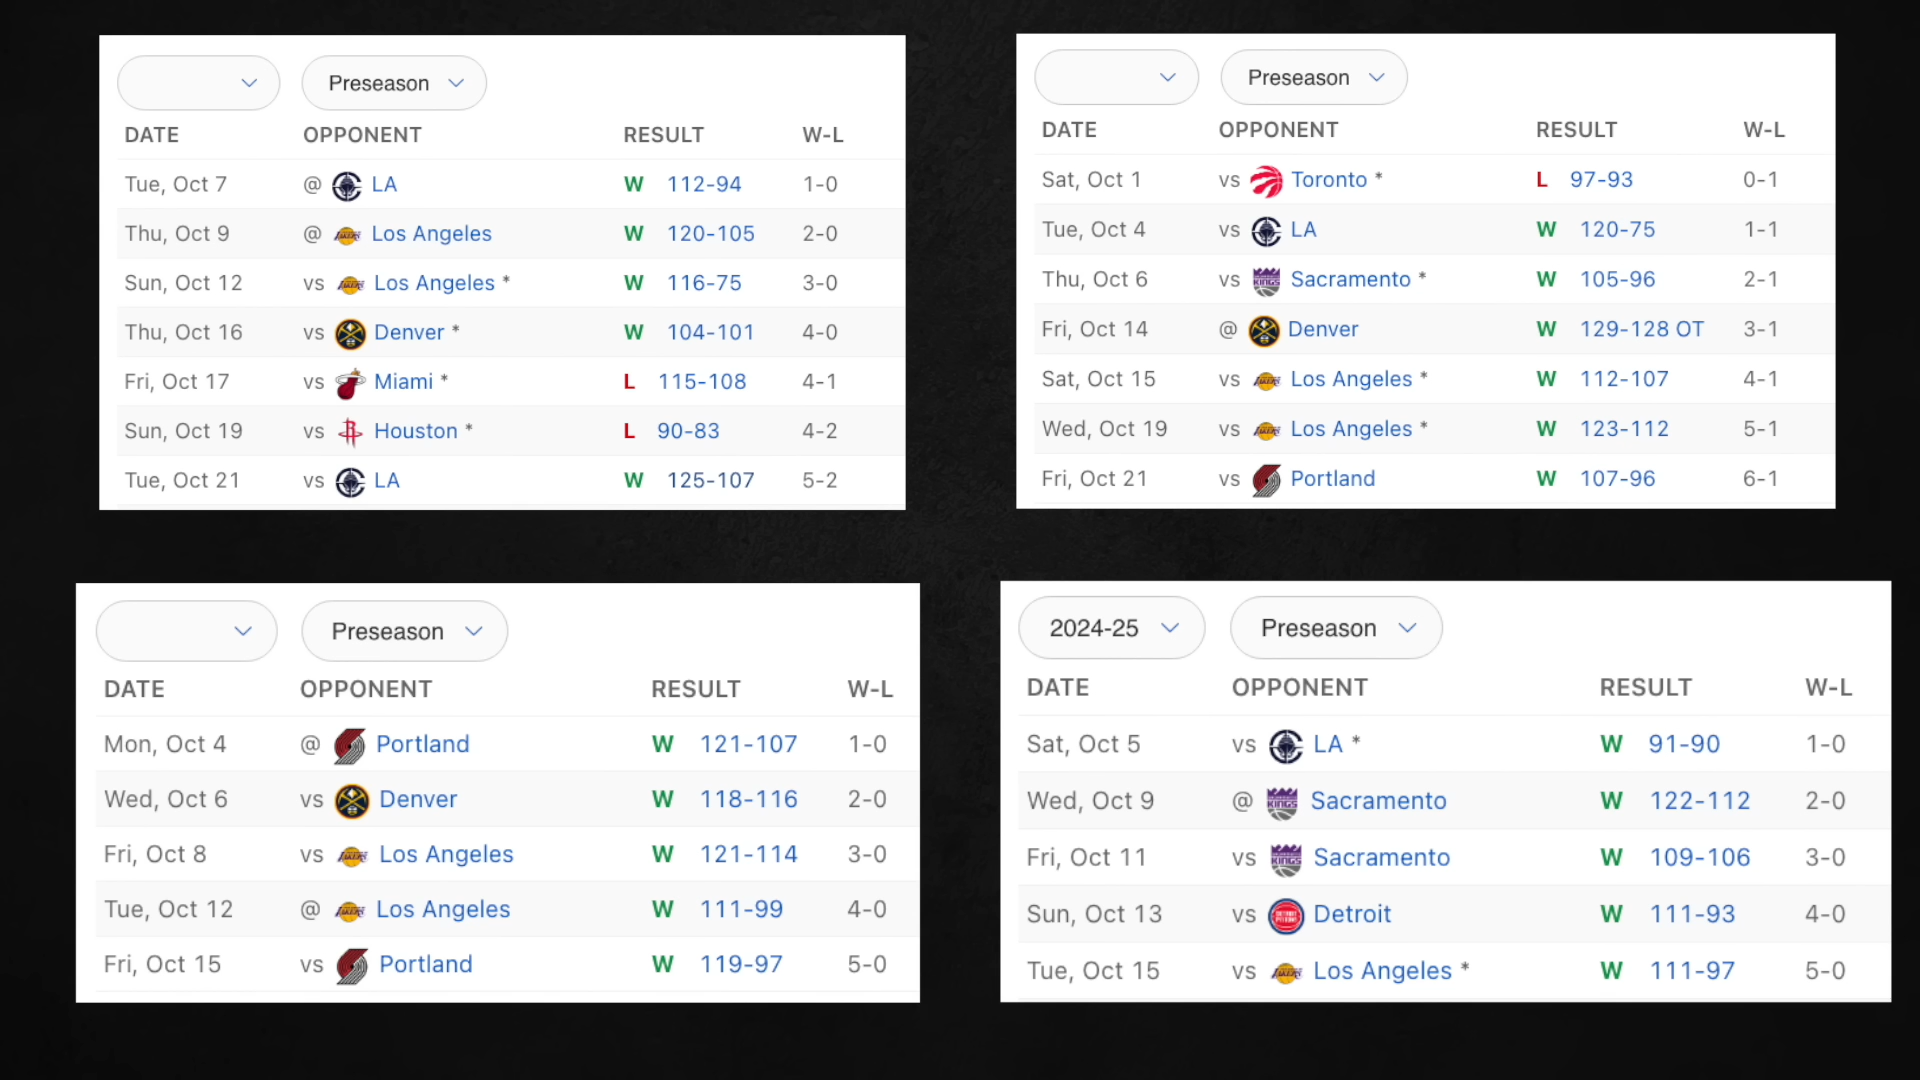 Preseason
DATE OPPONENT RESULT W-L
Tue, Oct 7 @ LA W 112-94 1-0
Thu, Oct 9 @ Los Angeles W 120-105 2-0
Sun, Oct 12 vs Los Angeles * W 116-75 3-0
Thu, Oct 16 vs Denver * W 104-101 4-0
Fri, Oct 17 vs Miami * L 115-108 4-1
Sun, Oct 19 vs Houston * L 90-83 4-2
Tue, Oct 21 vs LA W 125-107 5-2
Preseason
DATE OPPONENT RESULT W-L
Sat, Oct 1 vs Toronto * L 97-93 0-1
Tue, Oct 4 vs LA W 120-75 1-1
Thu, Oct 6 vs Sacramento * W 105-96 2-1
Fri, Oct 14 @ Denver W 129-128 OT 3-1
Sat, Oct 15 vs Los Angeles * W 112-107 4-1
Wed, Oct 19 vs Los Angeles * W 123-112 5-1
Fri, Oct 21 vs Portland W 107-96 6-1
Preseason
DATE OPPONENT RESULT W-L
Mon, Oct 4 @ Portland W 121-107 1-0
Wed, Oct 6 vs Denver W 118-116 2-0
Fri, Oct 8 vs Los Angeles W 121-114 3-0
Tue, Oct 12 @ Los Angeles W 111-99 4-0
Fri, Oct 15 vs Portland W 119-97 5-0
2024-25 Preseason
DATE OPPONENT RESULT W-L
Sat, Oct 5 vs LA * W 91-90 1-0
Wed, Oct 9 @ Sacramento W 122-112 2-0
Fri, Oct 11 vs Sacramento W 109-106 3-0
Sun, Oct 13 vs Detroit W 111-93 4-0
Tue, Oct 15 vs Los Angeles * W 111-97 5-0